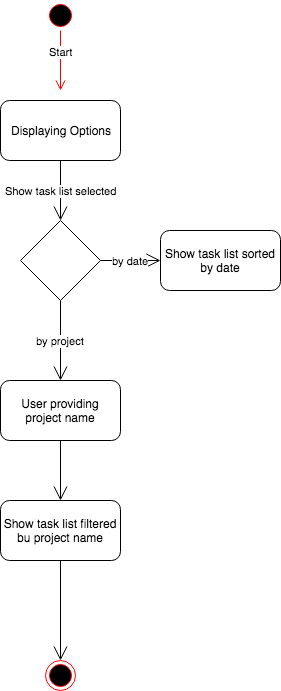 Start
Displaying Options
Show task list selected
by date
Show task list sorted
by date
by project
User providing
project name
Show task list filtered
bu project name